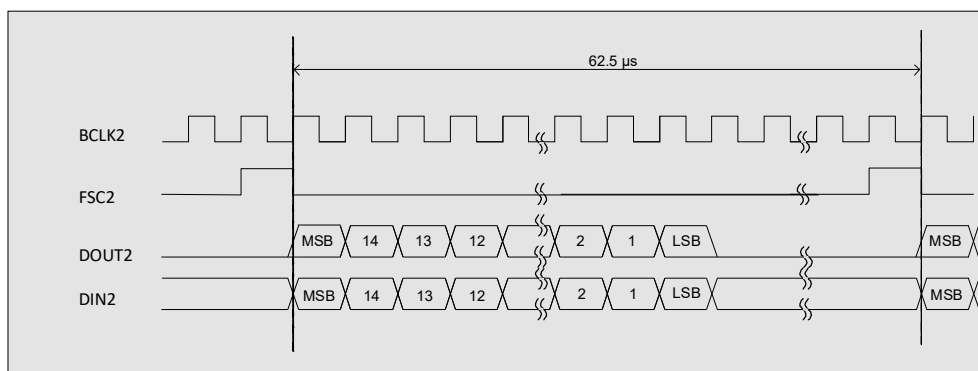 62.5 µs
BCLK2
FSC2
DOUT2 MSB 14 13 12 2 1 LSB MSB
DIN2 MSB 14 13 12 2 1 LSB MSB